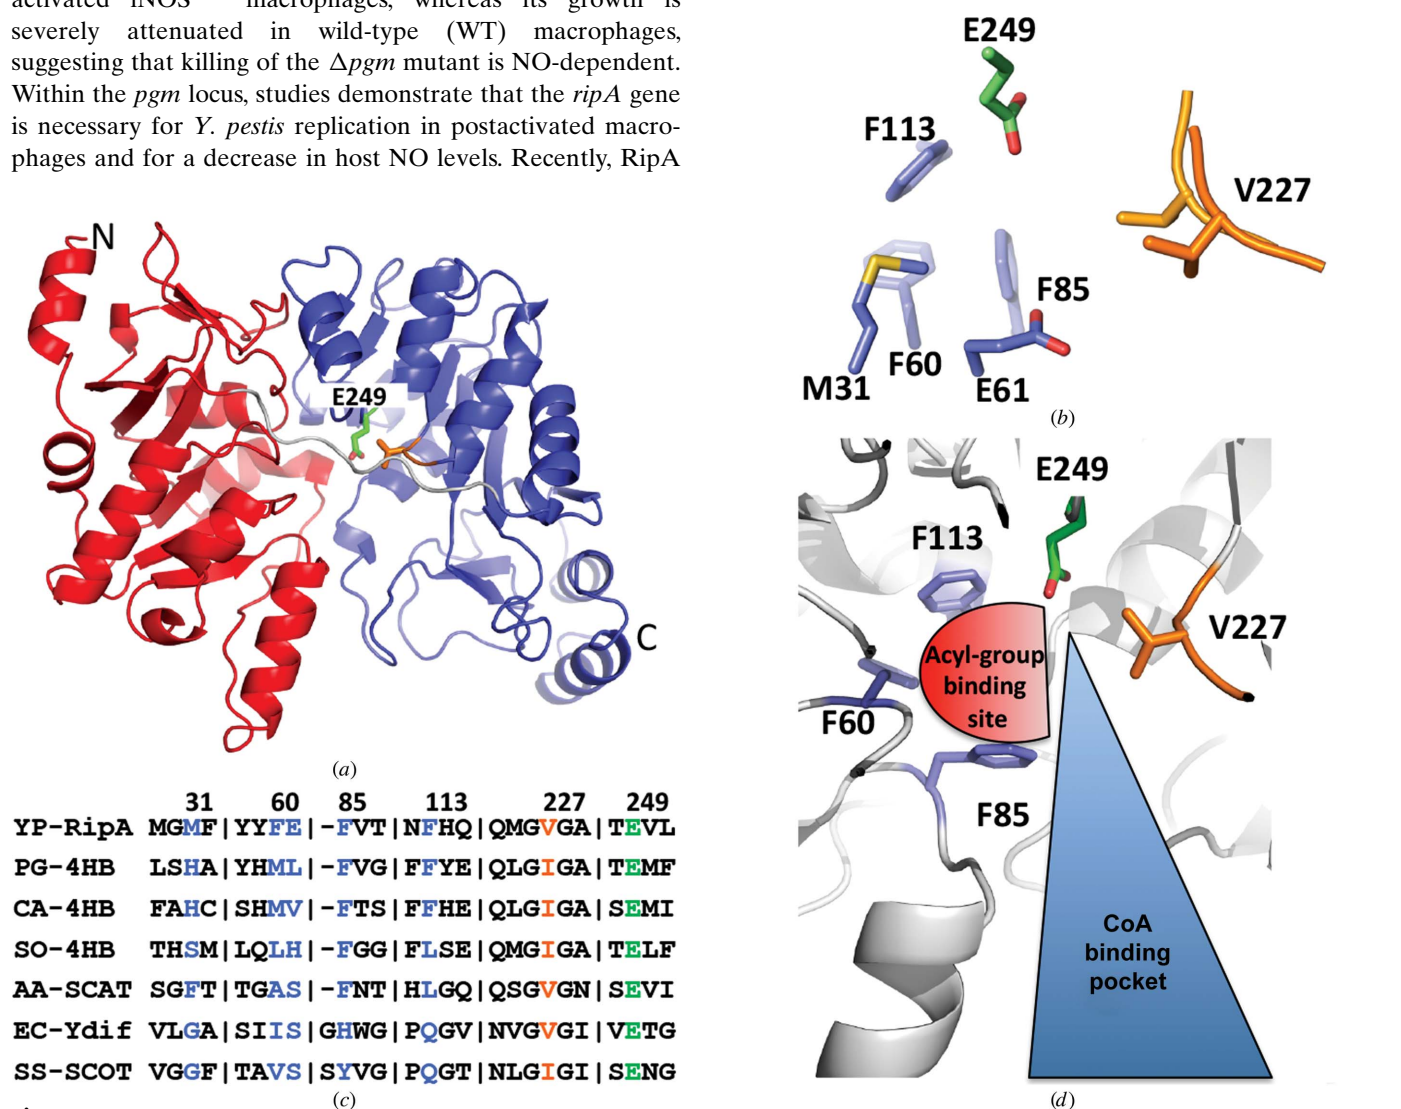 activated iNOS macrophages, whereas its growth is
severely attenuated in wild-type (WT) macrophages,
suggesting that killing of the Δpgm mutant is NO-dependent.
Within the pgm locus, studies demonstrate that the ripA gene
is necessary for Y. pestis replication in postactivated macro-
phages and for a decrease in host NO levels. Recently, RipA
N
E249
C
(a)
31 60 85 113 227 249
YP-RipA MGMF|YYFE|-FVT|NFHQ|QMGVGA|TEVL
PG-4HB LSHA|YHML|-FVG|FFYE|QLGIGA|TEMF
CA-4HB FAHC|SHMV|-FTS|FFHE|QLGIGA|SEMI
SO-4HB THSM|LQLH|-FGG|FLSE|QMGIGA|TELF
AA-SCAT SGFT|TGAS|-FNT|HLGQ|QSGVGN|SEVI
EC-Ydif VLGA|SIIS|GHWG|PQGV|NVGVGI|VETG
SS-SCOT VGGF|TAVS|SYVG|PQGT|NLGIGI|SENG
(c)
E249
F113
V227
F85
F60
M31
E61
(b)
E249
F113
V227
Acyl-group
binding
site
F60
F85
CoA
binding
pocket
(d)